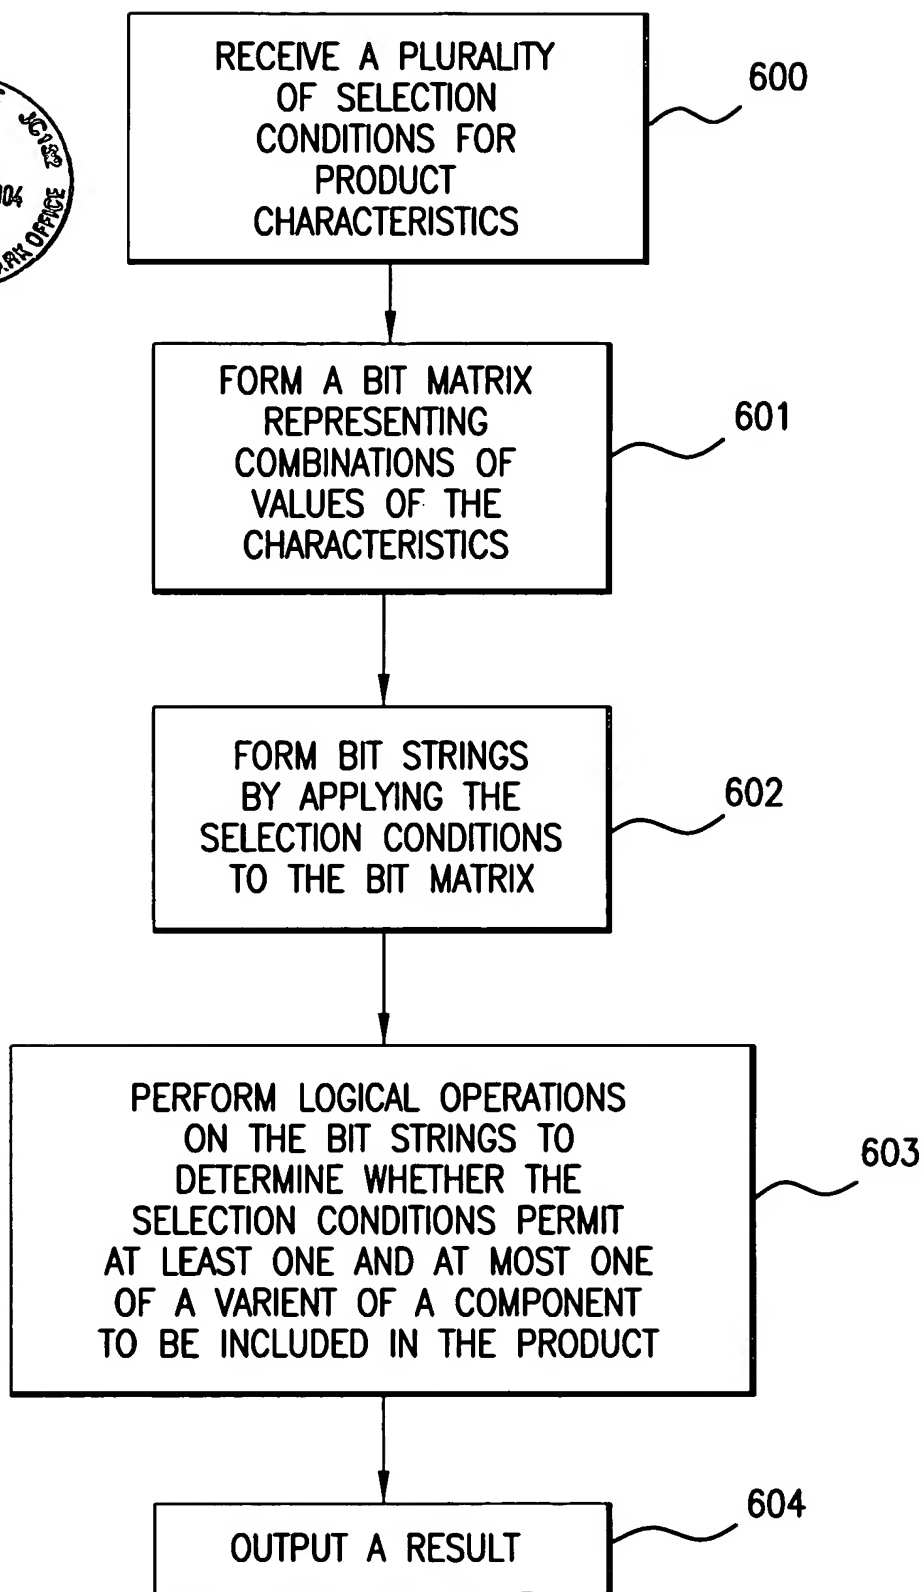 RECEIVE A PLURALITY
OF SELECTION
CONDITIONS FOR
PRODUCT
CHARACTERISTICS
600
FORM A BIT MATRIX
REPRESENTING
COMBINATIONS OF
VALUES OF THE
CHARACTERISTICS
601
FORM BIT STRINGS
BY APPLYING THE
SELECTION CONDITIONS
TO THE BIT MATRIX
602
PERFORM LOGICAL OPERATIONS
ON THE BIT STRINGS TO
DETERMINE WHETHER THE
SELECTION CONDITIONS PERMIT
AT LEAST ONE AND AT MOST ONE
OF A VARIENT OF A COMPONENT
TO BE INCLUDED IN THE PRODUCT
603
OUTPUT A RESULT
604
OFFICE